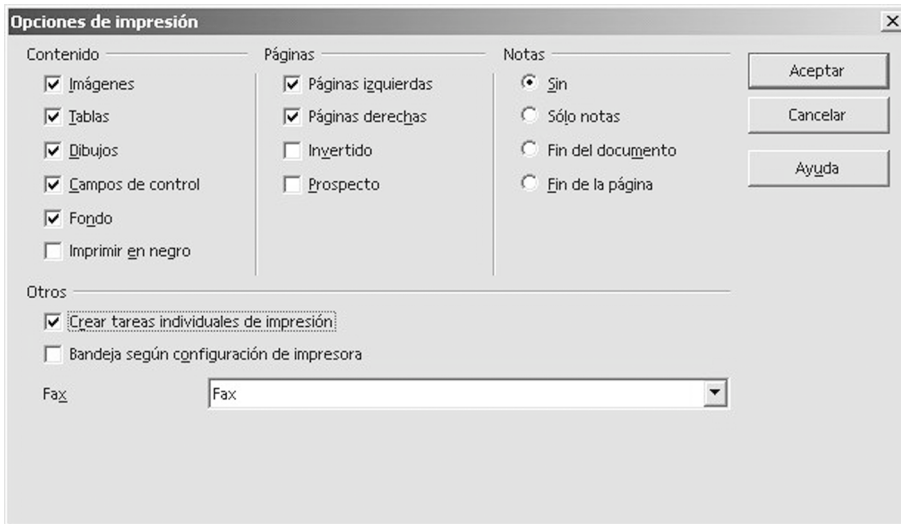 Opciones de impresión
Contenido
Imágenes
Tablas
Dibujos
Campos de control
Fondo
Imprimir en negro
Páginas
Páginas izquierdas
Páginas derechas
Invertido
Prospecto
Notas
Sin
Sólo notas
Fin del documento
Fin de la página
Aceptar
Cancelar
Ayuda
Otros
Crear tareas individuales de impresión
Bandeja según configuración de impresora
Fax
Fax